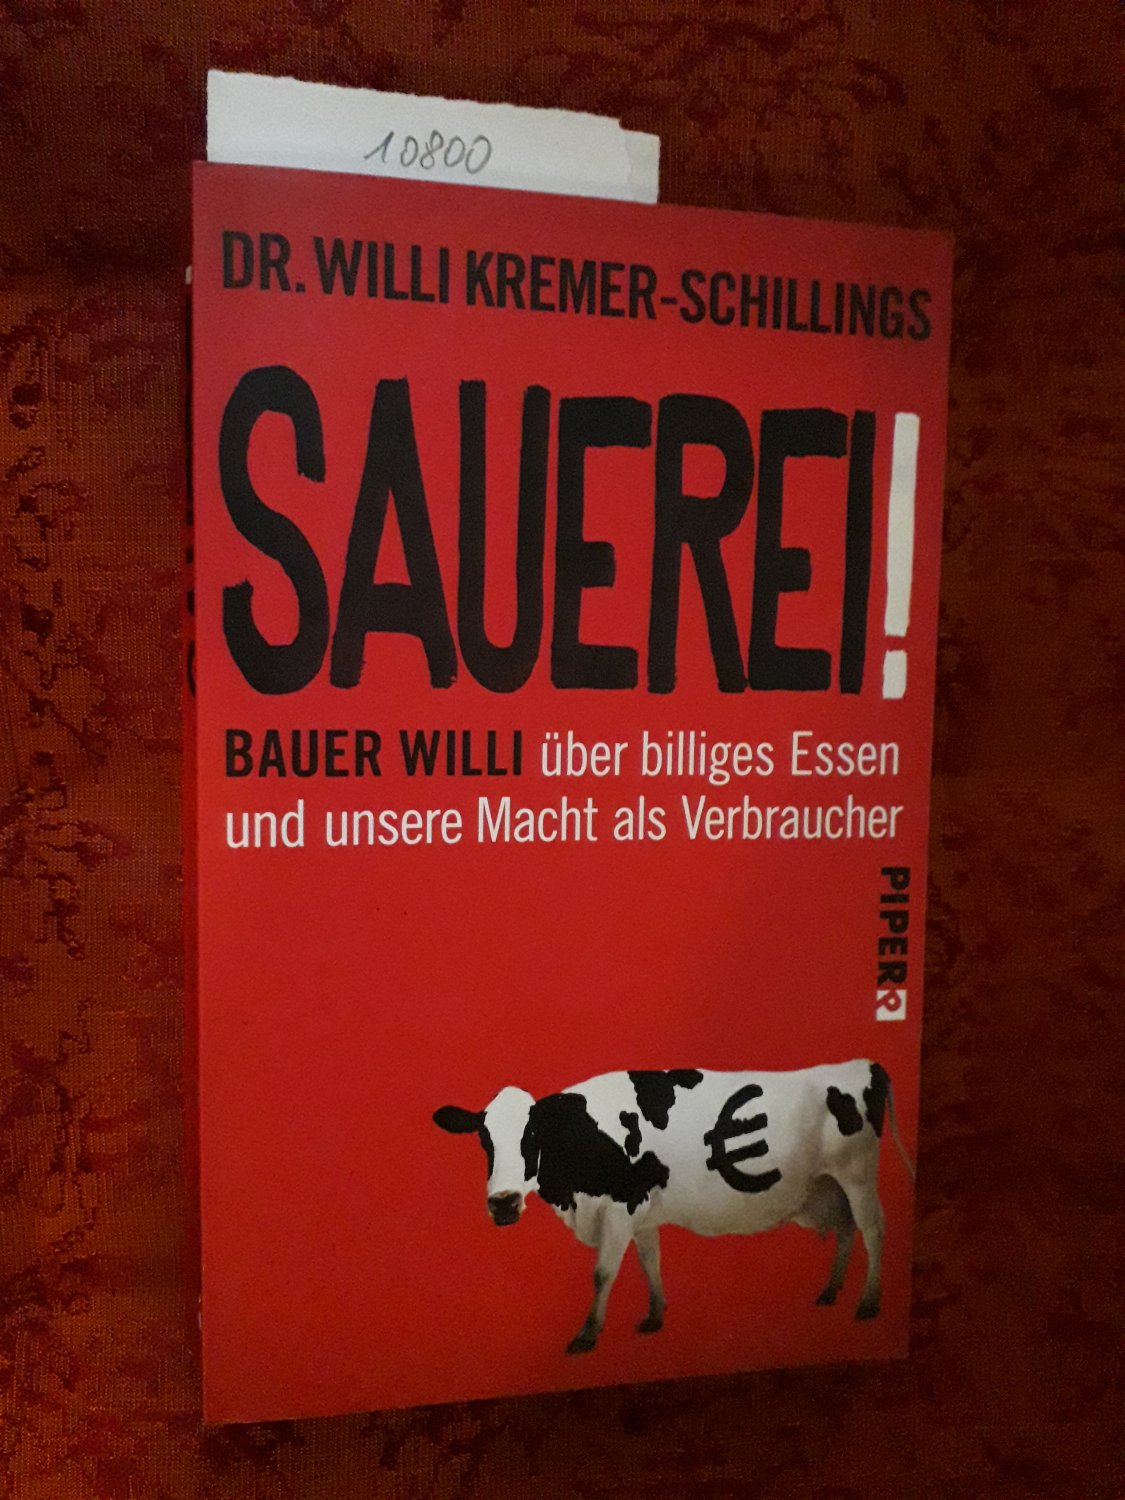 10800
DR. WILLI KREMER-SCHILLINGS
SAUEREI!
BAUER WILLI über billiges Essen
und unsere Macht als Verbraucher
PIPER
€